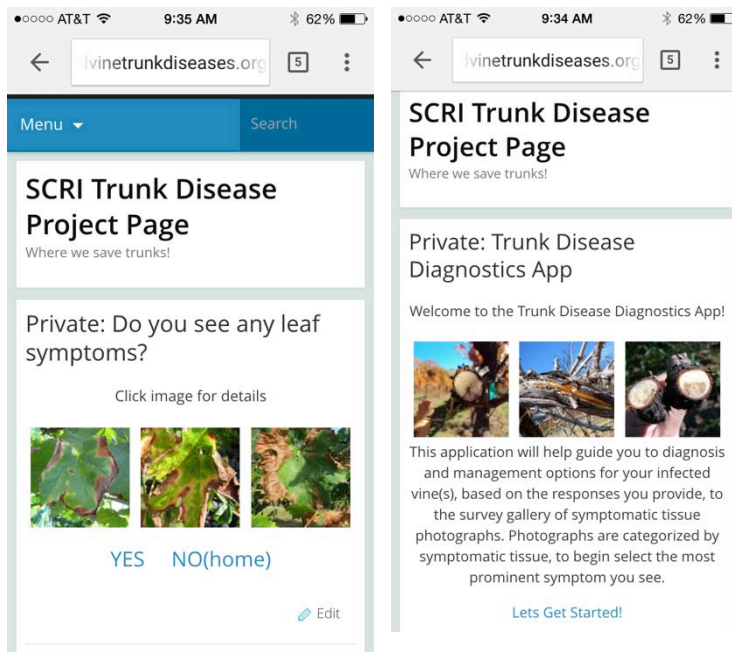 AT&T 9:35 AM 62%
vinetrunkdiseases.org
5
Menu
Search
SCRI Trunk Disease
Project Page
Where we save trunks!
Private: Do you see any leaf
symptoms?
Click image for details
YES NO(home)
Edit
AT&T 9:34 AM 62%
vinetrunkdiseases.org
5
SCRI Trunk Disease
Project Page
Where we save trunks!
Private: Trunk Disease
Diagnostics App
Welcome to the Trunk Disease Diagnostics App!
This application will help guide you to diagnosis
and management options for your infected
vine(s), based on the responses you provide, to
the survey gallery of symptomatic tissue
photographs. Photographs are categorized by
symptomatic tissue, to begin select the most
prominent symptom you see.
Lets Get Started!